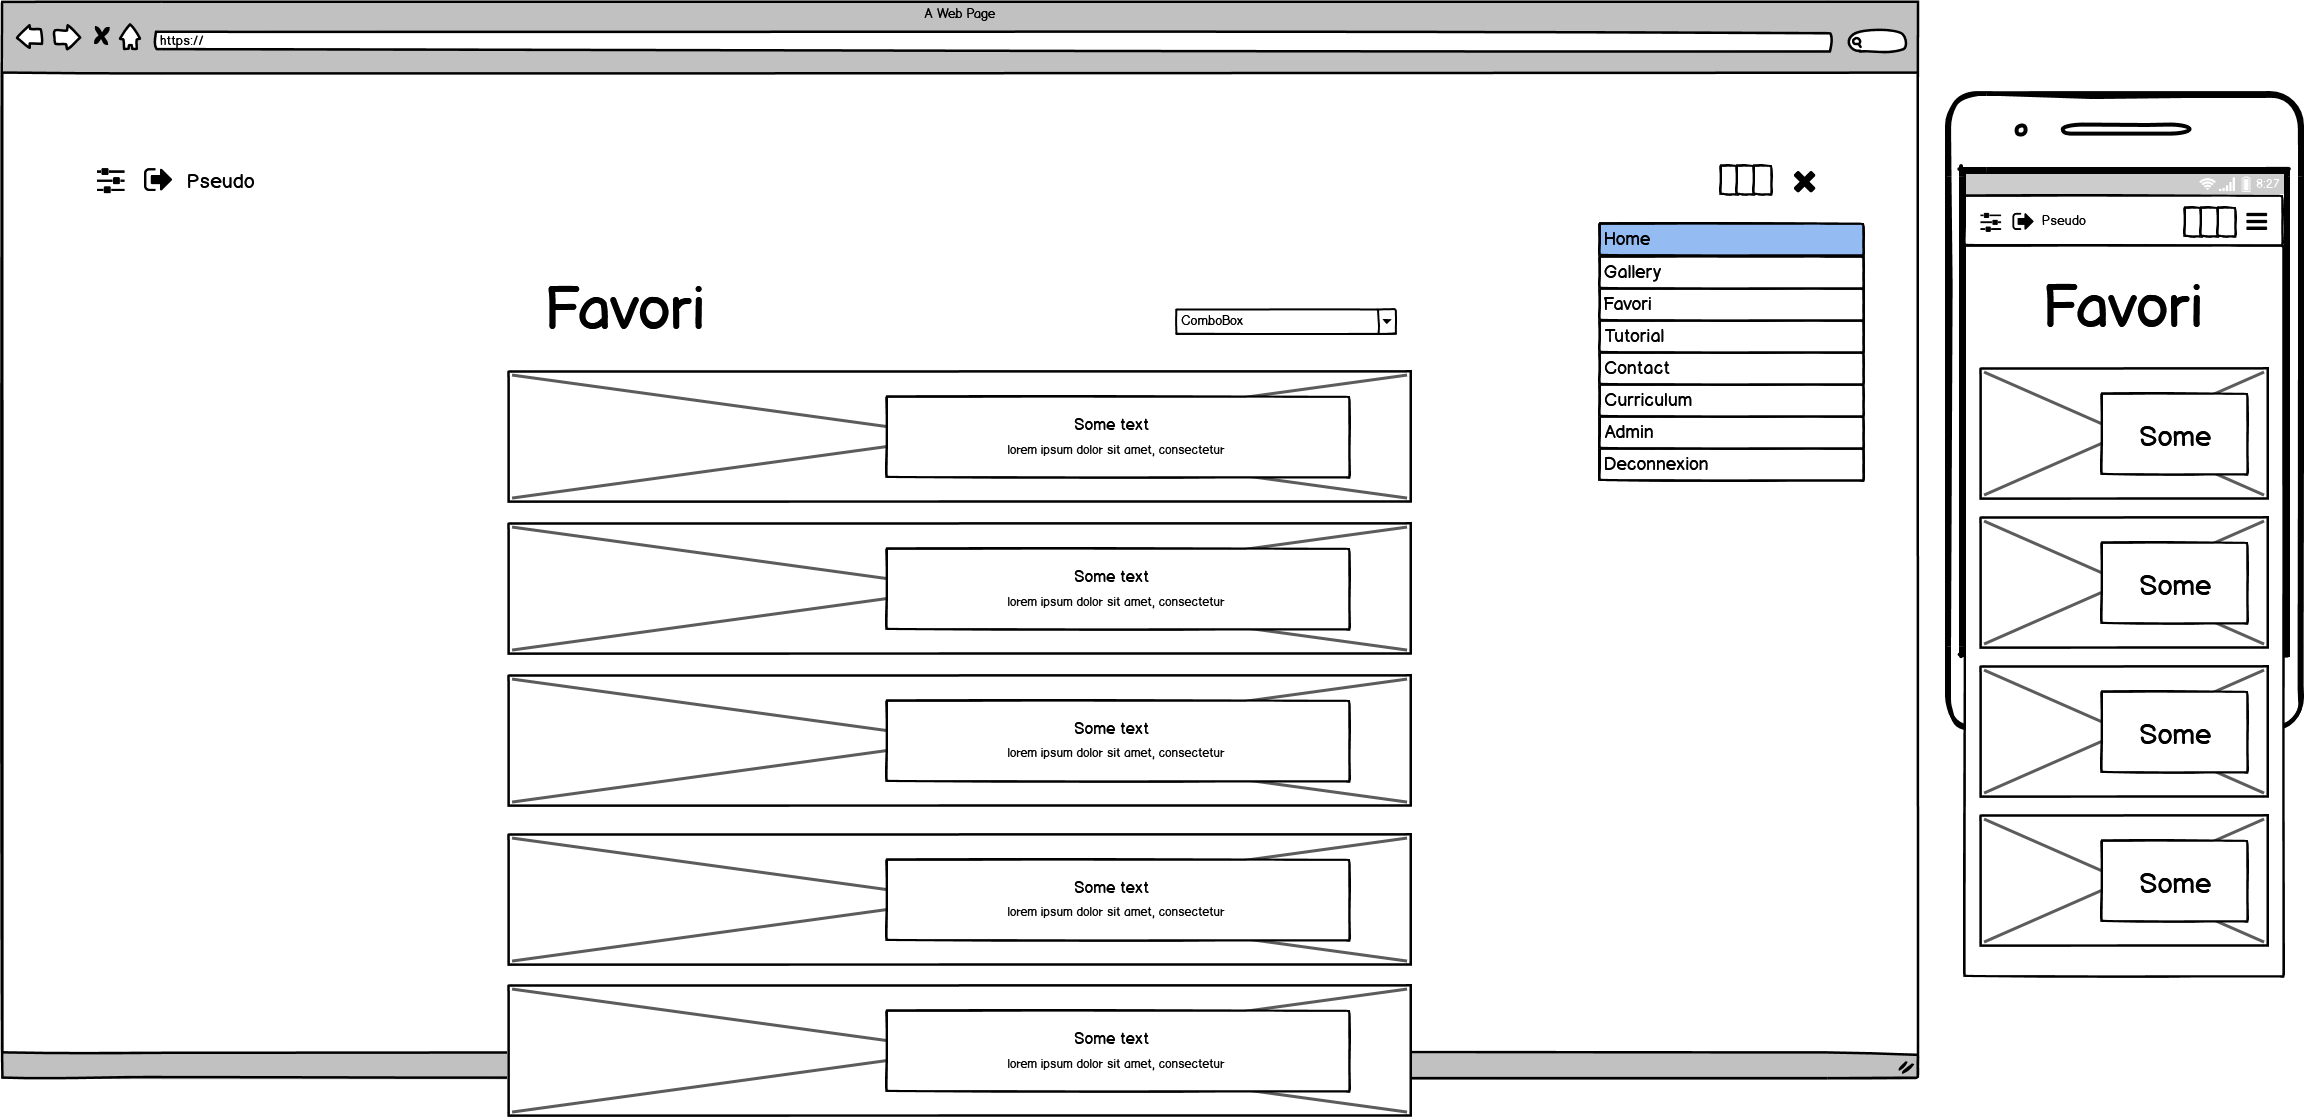 A Web Page
https://
Pseudo
Home
Gallery
Favori
Tutorial
Contact
Curriculum
Admin
Deconnexion
Favori
ComboBox
Some text
lorem ipsum dolor sit amet, consectetur
Some text
lorem ipsum dolor sit amet, consectetur
Some text
lorem ipsum dolor sit amet, consectetur
Some text
lorem ipsum dolor sit amet, consectetur
Some text
lorem ipsum dolor sit amet, consectetur
8:27
Pseudo
Favori
Some
Some
Some
Some